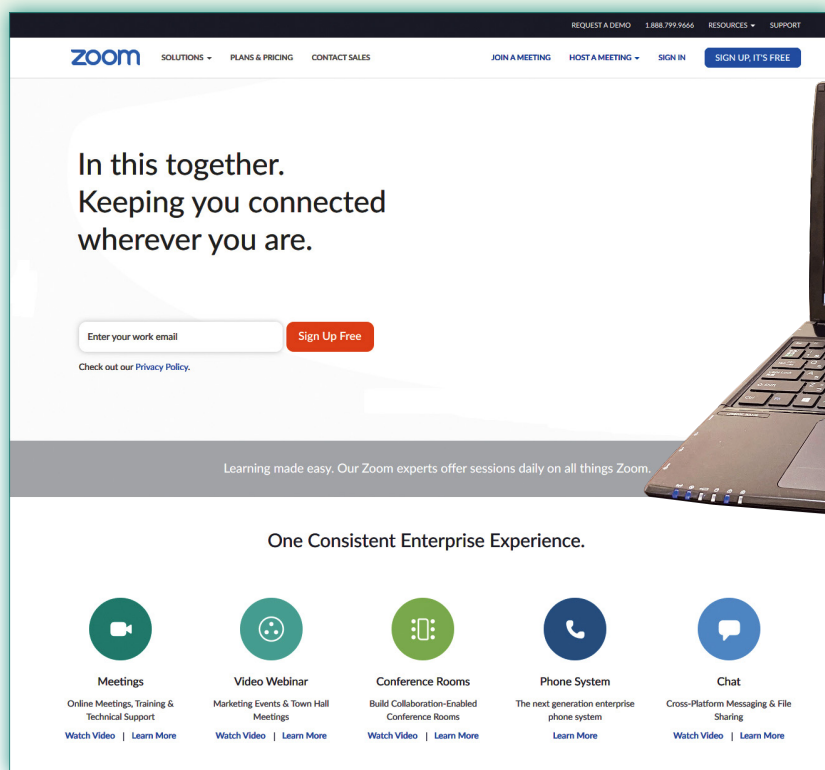 REQUEST A DEMO 1.888.799.9666 RESOURCES SUPPORT
zoom SOLUTIONS PLANS & PRICING CONTACT SALES JOIN A MEETING HOST A MEETING SIGN IN SIGN UP, IT'S FREE
In this together.
Keeping you connected
wherever you are.
Enter your work email Sign Up Free
Check out our Privacy Policy.
Learning made easy. Our Zoom experts offer sessions daily on all things Zoom.
One Consistent Enterprise Experience.
Meetings
Online Meetings, Training &
Technical Support
Watch Video | Learn More
Video Webinar
Marketing Events & Town Hall
Meetings
Watch Video | Learn More
Conference Rooms
Build Collaboration-Enabled
Conference Rooms
Watch Video | Learn More
Phone System
The next generation enterprise
phone system
Learn More
Chat
Cross-Platform Messaging & File
Sharing
Watch Video | Learn More